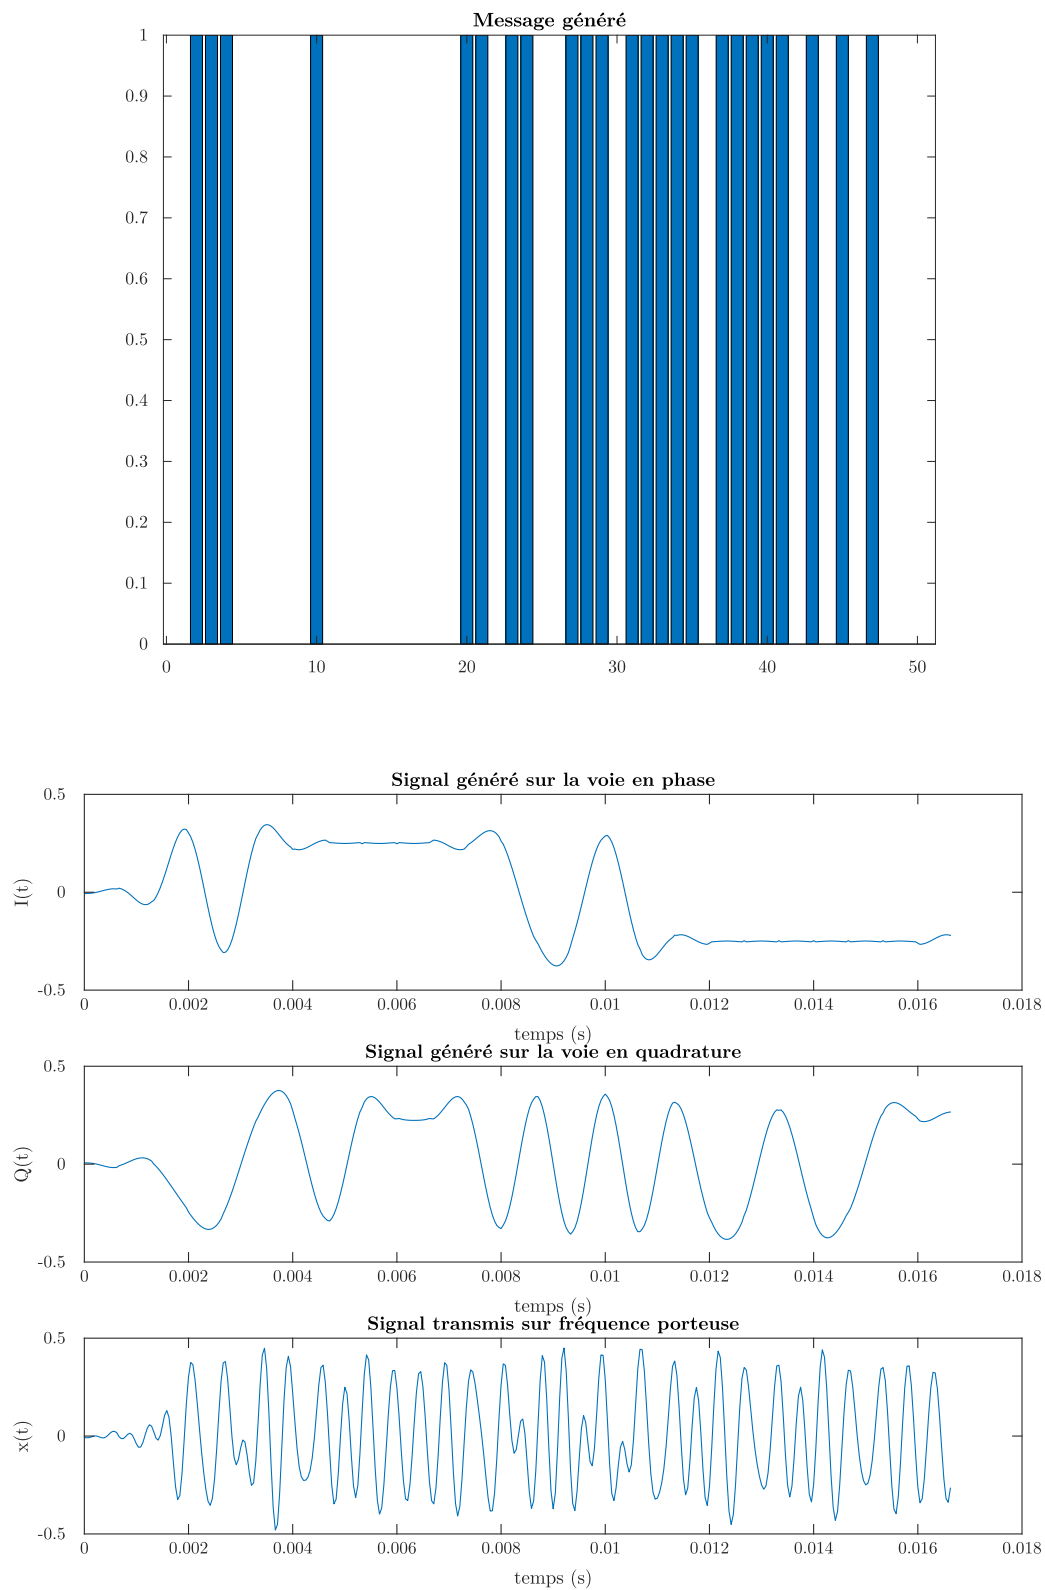 Message généré
1
0.9
0.8
0.7
0.6
0.5
0.4
0.3
0.2
0.1
0
0 10 20 30 40 50
Signal généré sur la voie en phase
0.5
0
-0.5
I(t)
0 0.002 0.004 0.006 0.008 0.01 0.012 0.014 0.016 0.018
temps (s)
Signal généré sur la voie en quadrature
0.5
0
-0.5
Q(t)
0 0.002 0.004 0.006 0.008 0.01 0.012 0.014 0.016 0.018
temps (s)
Signal transmis sur fréquence porteuse
0.5
0
-0.5
x(t)
0 0.002 0.004 0.006 0.008 0.01 0.012 0.014 0.016 0.018
temps (s)